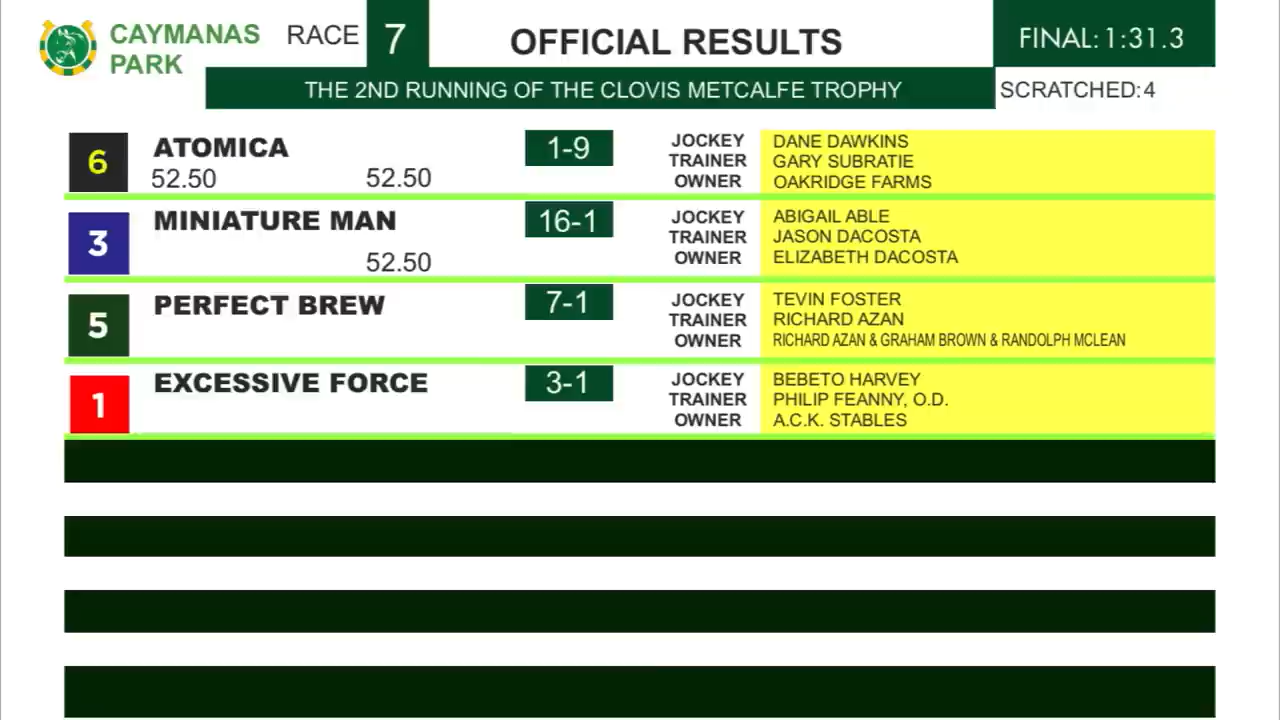 CAYMANAS PARK
RACE 7
OFFICIAL RESULTS
FINAL: 1:31.3
THE 2ND RUNNING OF THE CLOVIS METCALFE TROPHY
SCRATCHED: 4
6 ATOMICA 1-9
52.50 52.50
JOCKEY DANE DAWKINS
TRAINER GARY SUBRATIE
OWNER OAKRIDGE FARMS
3 MINIATURE MAN 16-1
52.50
JOCKEY ABIGAIL ABLE
TRAINER JASON DACOSTA
OWNER ELIZABETH DACOSTA
5 PERFECT BREW 7-1
JOCKEY TEVIN FOSTER
TRAINER RICHARD AZAN
OWNER RICHARD AZAN & GRAHAM BROWN & RANDOLPH MCLEAN
1 EXCESSIVE FORCE 3-1
JOCKEY BEBETO HARVEY
TRAINER PHILIP FEANNY, O.D.
OWNER A.C.K. STABLES